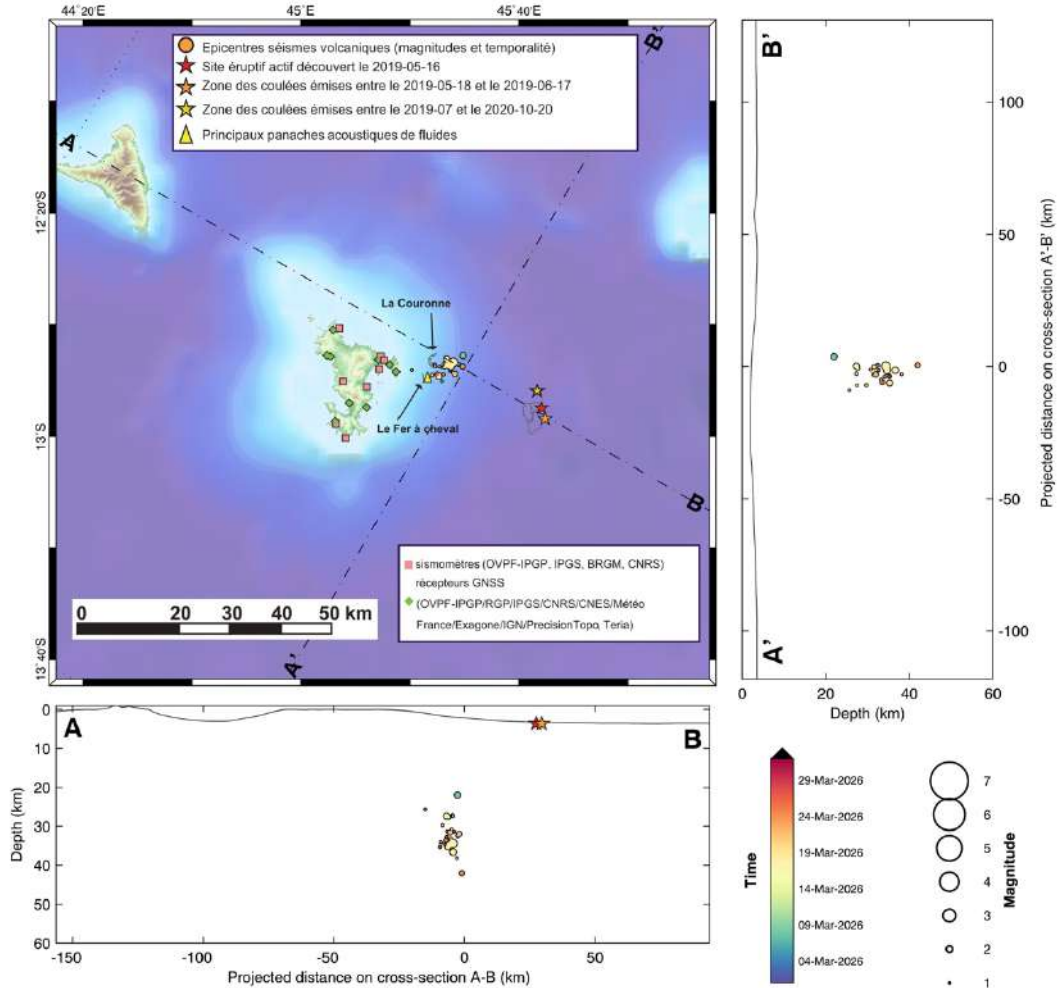 44°20'E
45°E
45°40'E
Epicentres séismes volcaniques (magnitudes et temporalité)
Site éruptif actif découvert le 2019-05-16
Zone des coulées émises entre le 2019-05-18 et le 2019-06-17
Zone des coulées émises entre le 2019-07 et le 2020-10-20
Principaux panaches acoustiques de fluides
A
B'
12°20'S
13°S
13°40'S
La Couronne
Le Fer à cheval
B
A'
sismomètres (OVPF-IPGP, IPGS, BRGM, CNRS)
récepteurs GNSS
(OVPF-IPGP/RGP/IPGS/CNRS/CNES/Météo
France/Exagone/IGN/PrecisionTopo, Teria)
0 20 30 40 50 km
B'
A'
100
50
0
-50
-100
Projected distance on cross-section A'-B' (km)
0 20 40 60
Depth (km)
A
B
0
10
20
30
40
50
60
Depth (km)
-150 -100 -50 0 50
Projected distance on cross-section A-B (km)
Time
29-Mar-2026
24-Mar-2026
19-Mar-2026
14-Mar-2026
09-Mar-2026
04-Mar-2026
7
6
5
4
3
2
1
Magnitude